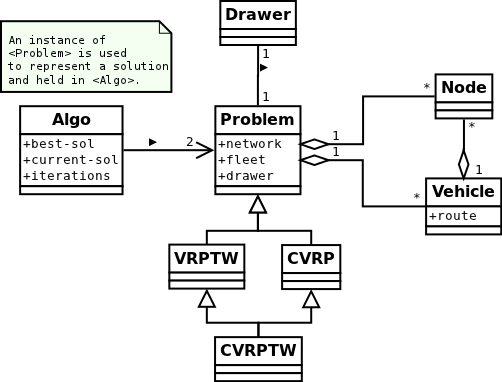 Drawer
An instance of
<Problem> is used
to represent a solution
and held in <Algo>.
1
1
Algo
+best-sol
+current-sol
+iterations
2
Problem
+network
+fleet
+drawer
1
1
*
Node
*
1
*
Vehicle
+route
VRPTW
CVRP
CVRPTW